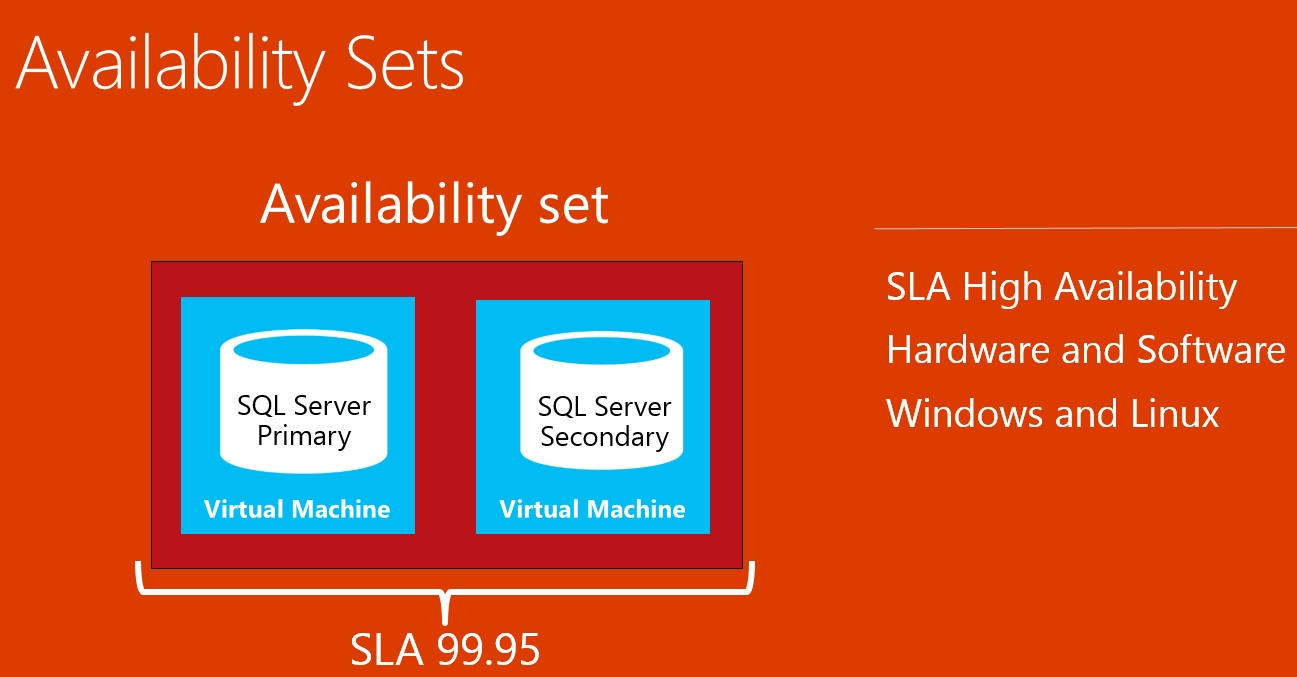 Availability Sets
Availability set
SQL Server
Primary
Virtual Machine
SQL Server
Secondary
Virtual Machine
SLA 99.95
SLA High Availability
Hardware and Software
Windows and Linux